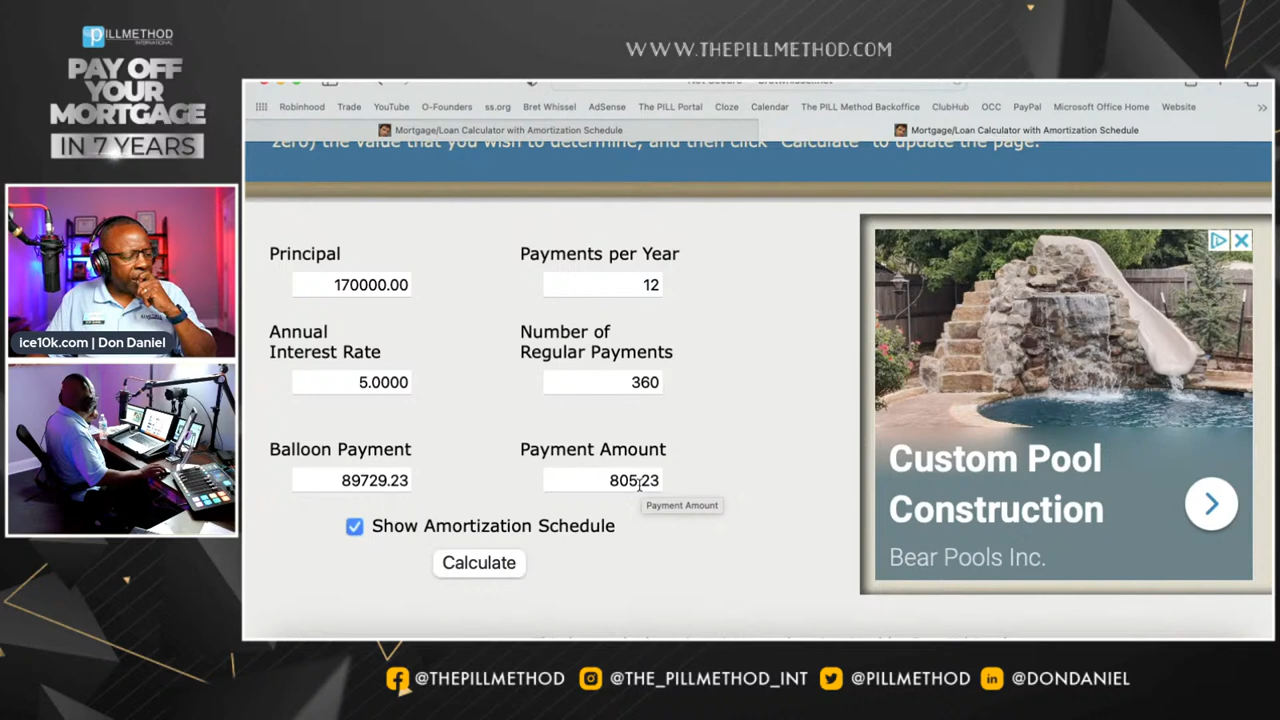 PILLMETHOD
INTERNATIONAL
PAY OFF
YOUR
MORTGAGE
IN 7 YEARS
WWW.THEPILLMETHOD.COM
Robinhood Trade YouTube O-Founders ss.org Bret Whissel AdSense The PILL Portal Cloze Calendar The PILL Method Backoffice ClubHub OCC PayPal Microsoft Office Home Website
Mortgage/Loan Calculator with Amortization Schedule
Mortgage/Loan Calculator with Amortization Schedule
zero) the value that you wish to determine, and then click "Calculate" to update the page.
Principal
170000.00
Payments per Year
12
Annual
Interest Rate
5.0000
Number of
Regular Payments
360
Balloon Payment
89729.23
Payment Amount
805.23
Payment Amount
Show Amortization Schedule
Calculate
Custom Pool
Construction
Bear Pools Inc.
ice10k.com | Don Daniel
@THEPILLMETHOD @THE_PILLMETHOD_INT @PILLMETHOD @DONDANIEL